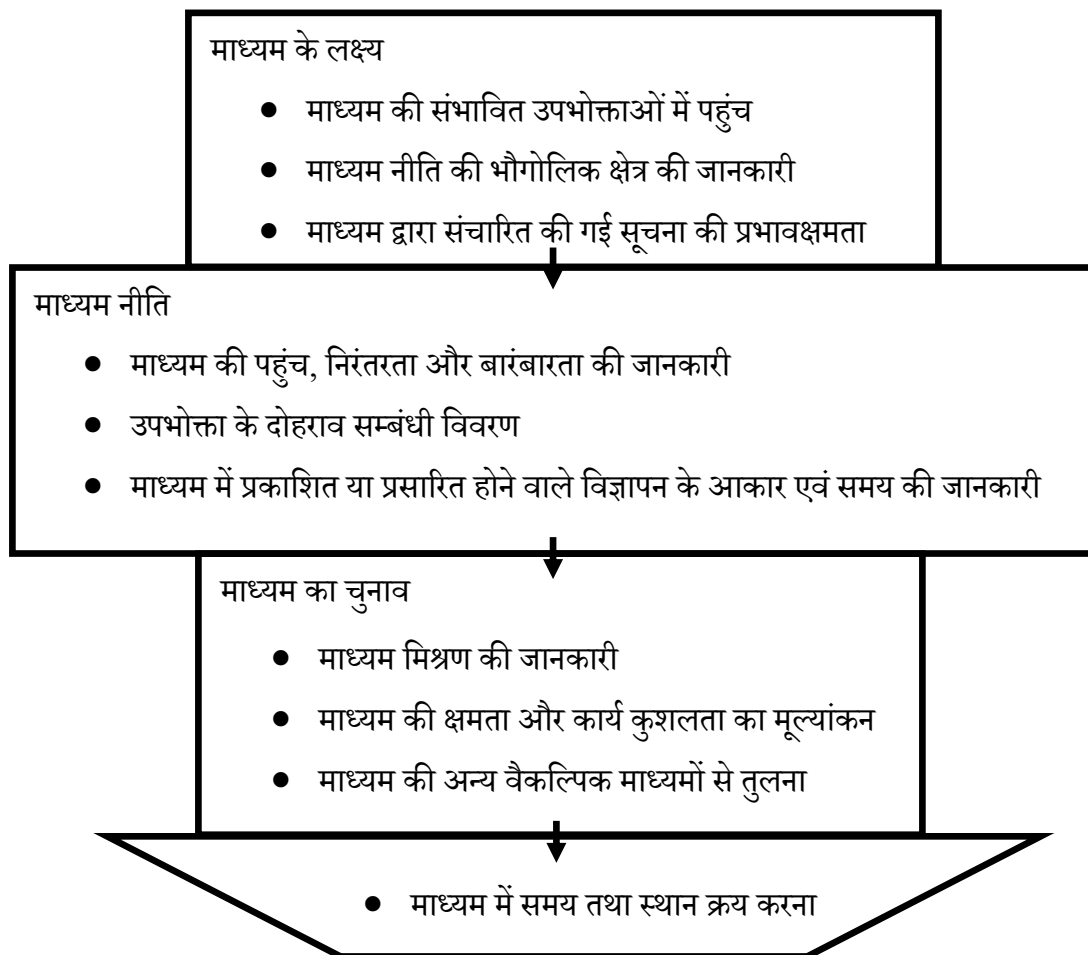 माध्यम के लक्ष्य
● माध्यम की संभावित उपभोक्ताओं में पहुंच
● माध्यम नीति की भौगोलिक क्षेत्र की जानकारी
● माध्यम द्वारा संचारित की गई सूचना की प्रभावक्षमता
माध्यम नीति
● माध्यम की पहुंच, निरंतरता और बारंबारता की जानकारी
● उपभोक्ता के दोहराव सम्बंधी विवरण
● माध्यम में प्रकाशित या प्रसारित होने वाले विज्ञापन के आकार एवं समय की जानकारी
माध्यम का चुनाव
● माध्यम मिश्रण की जानकारी
● माध्यम की क्षमता और कार्य कुशलता का मूल्यांकन
● माध्यम की अन्य वैकल्पिक माध्यमों से तुलना
● माध्यम में समय तथा स्थान क्रय करना